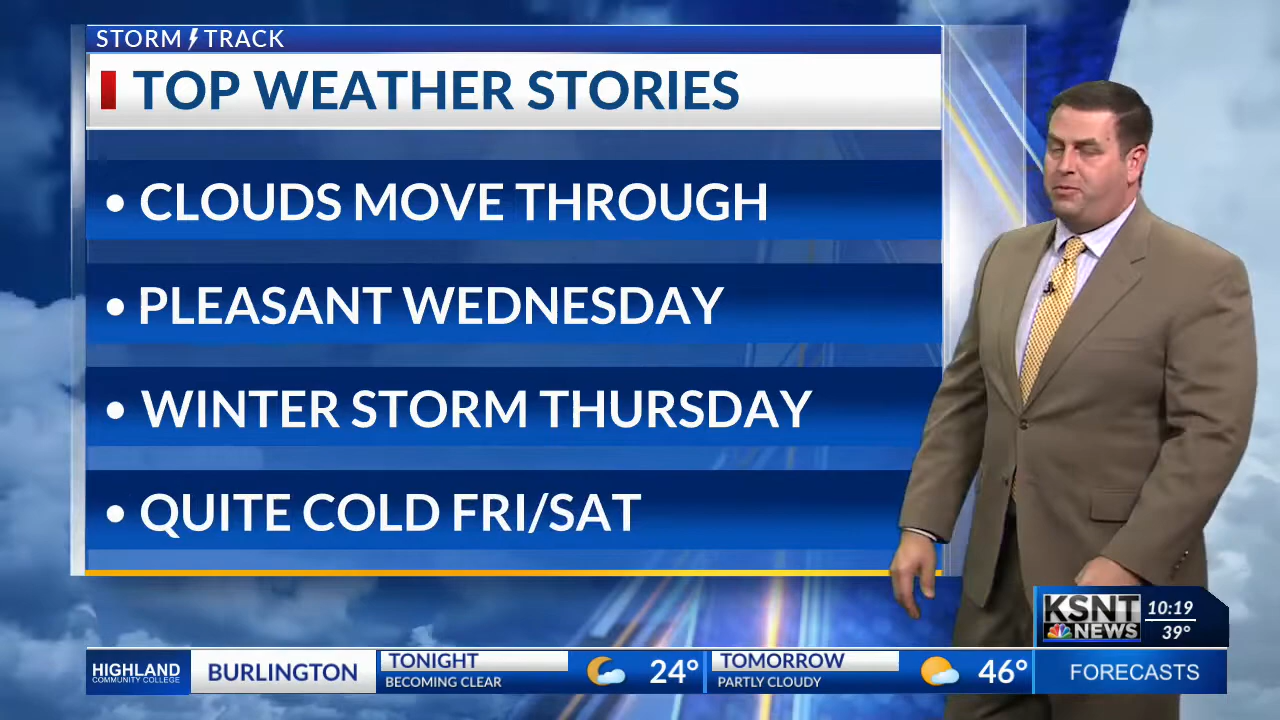 STORM TRACK
TOP WEATHER STORIES
• CLOUDS MOVE THROUGH
• PLEASANT WEDNESDAY
• WINTER STORM THURSDAY
• QUITE COLD FRI/SAT
KSNT
NEWS
10:19
39°
HIGHLAND
COMMUNITY COLLEGE
BURLINGTON
TONIGHT
BECOMING CLEAR
24°
TOMORROW
PARTLY CLOUDY
46°
FORECASTS